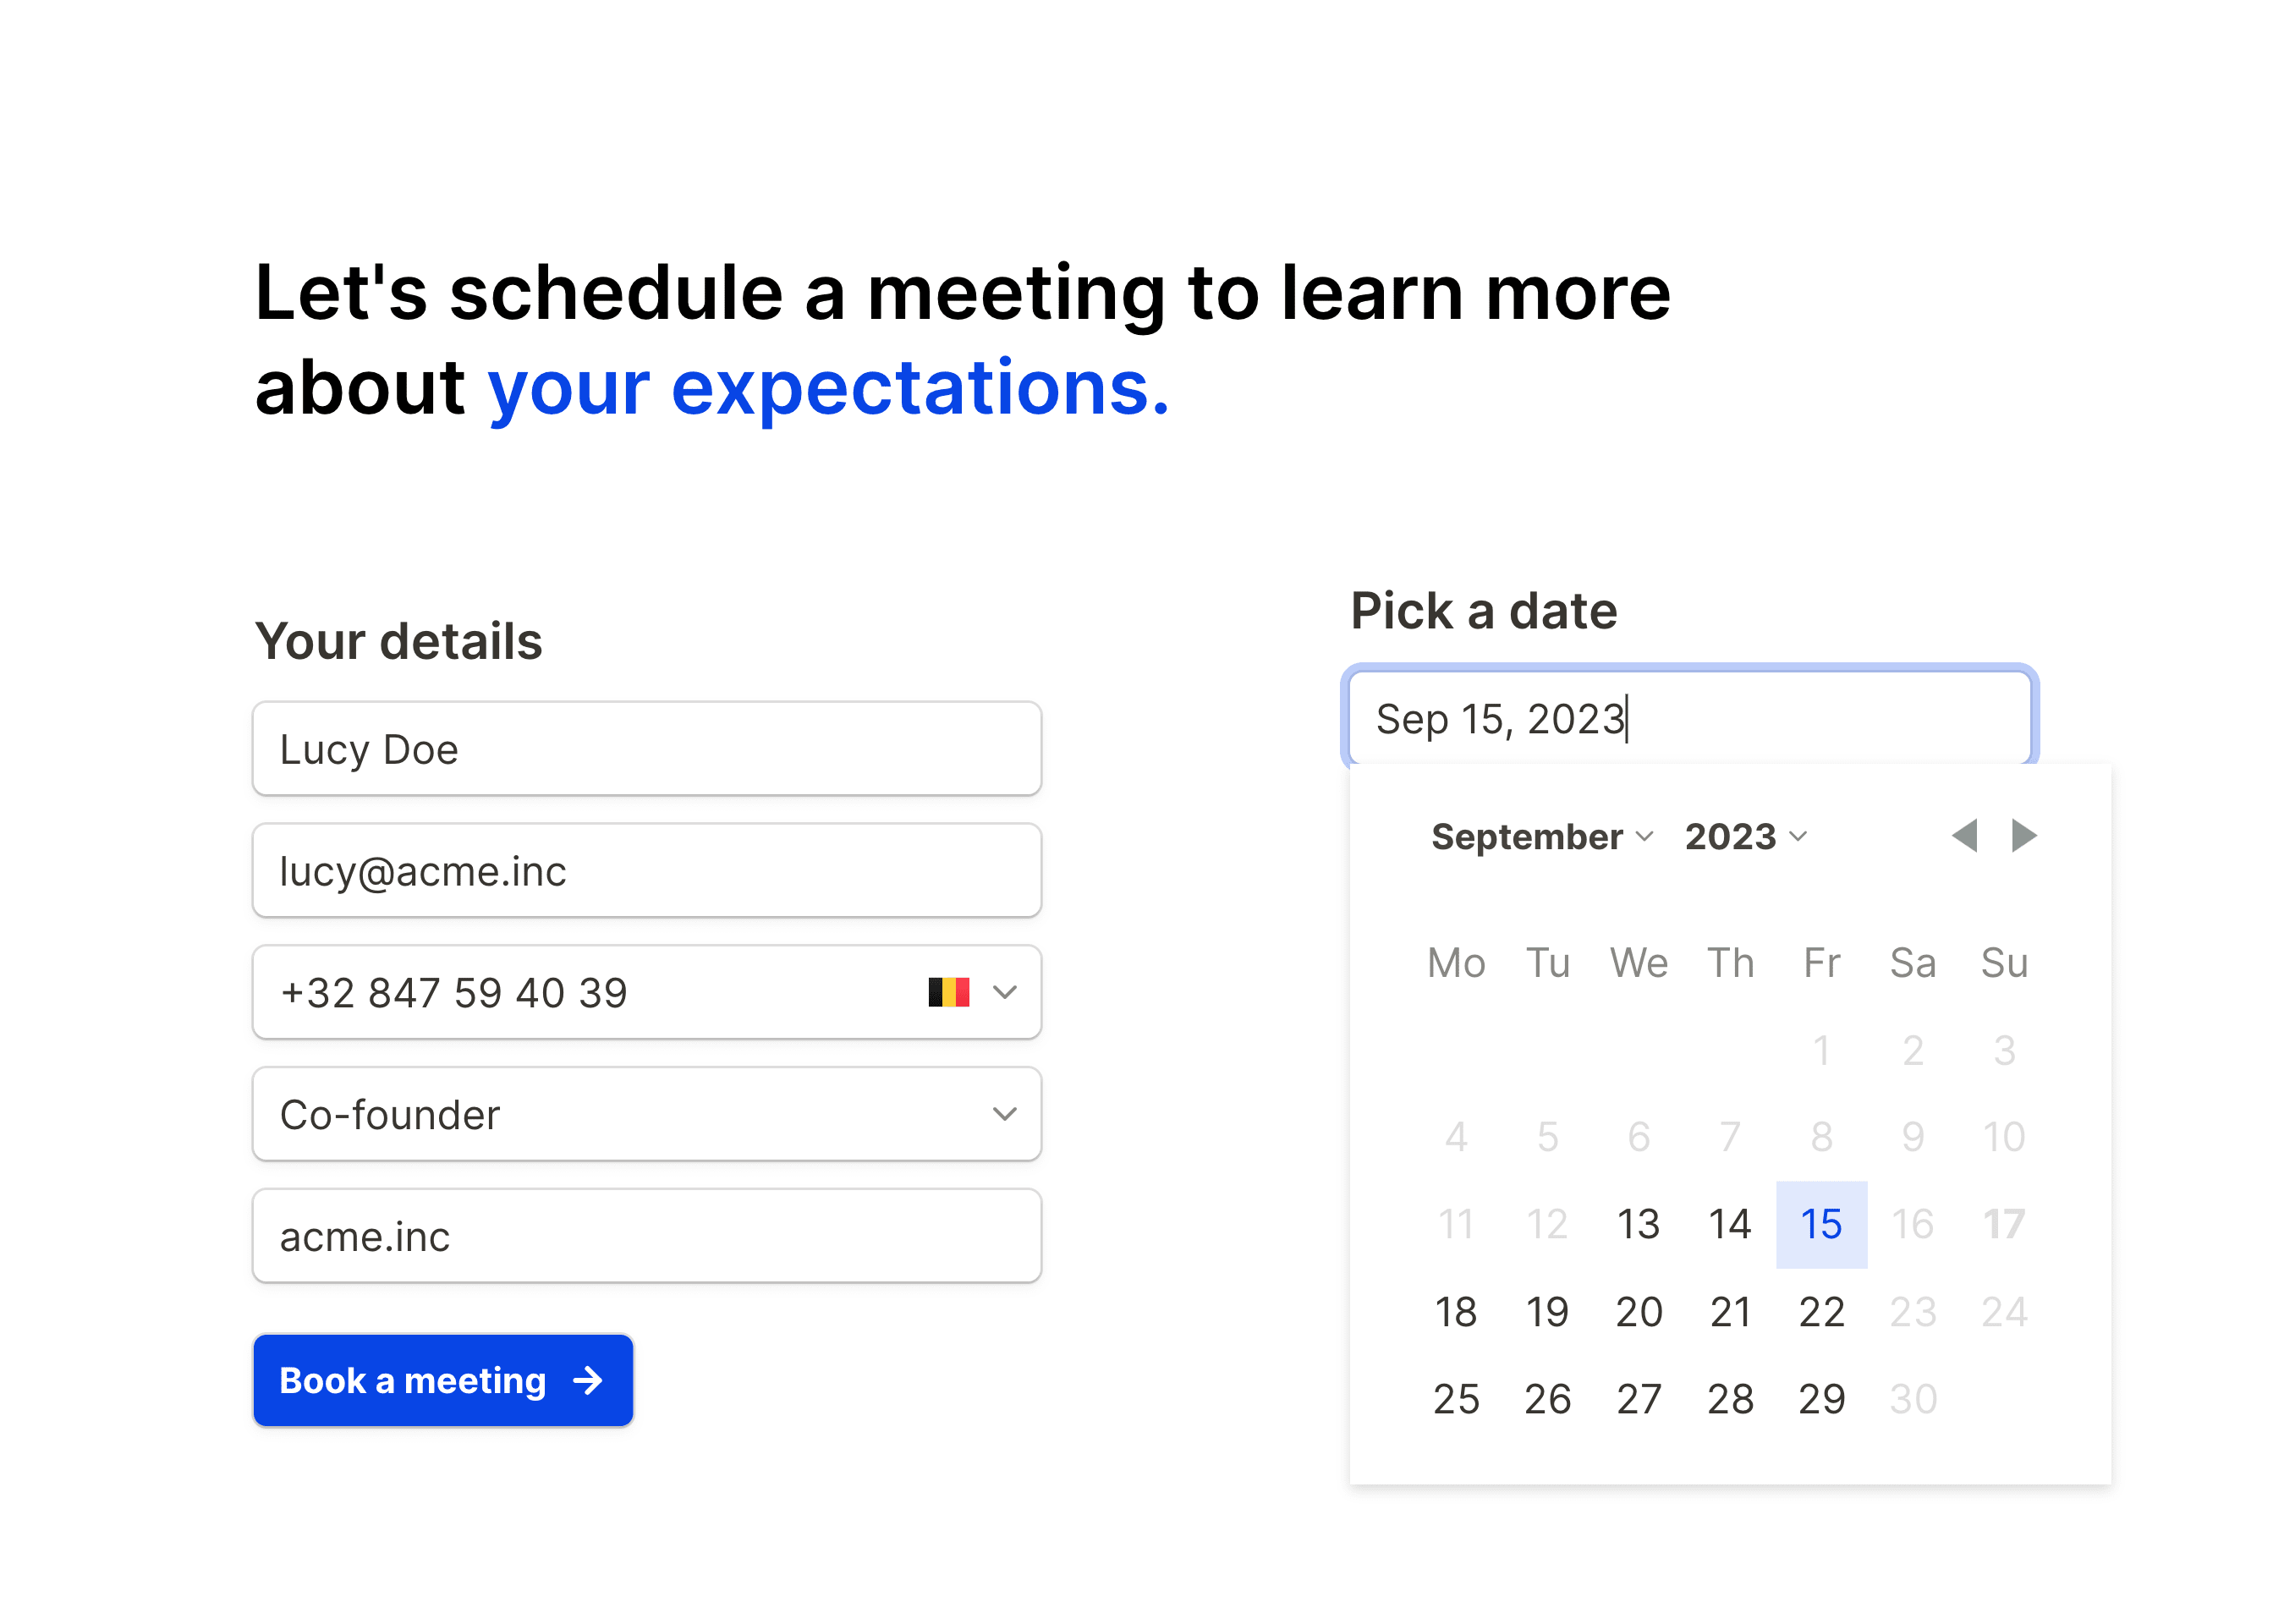 Let's schedule a meeting to learn more
about your expectations.
Your details
Lucy Doe
lucy@acme.inc
+32 847 59 40 39
Co-founder
acme.inc
Book a meeting
Pick a date
Sep 15, 2023
September 2023
Mo Tu We Th Fr Sa Su
1 2 3
4 5 6 7 8 9 10
11 12 13 14 15 16 17
18 19 20 21 22 23 24
25 26 27 28 29 30